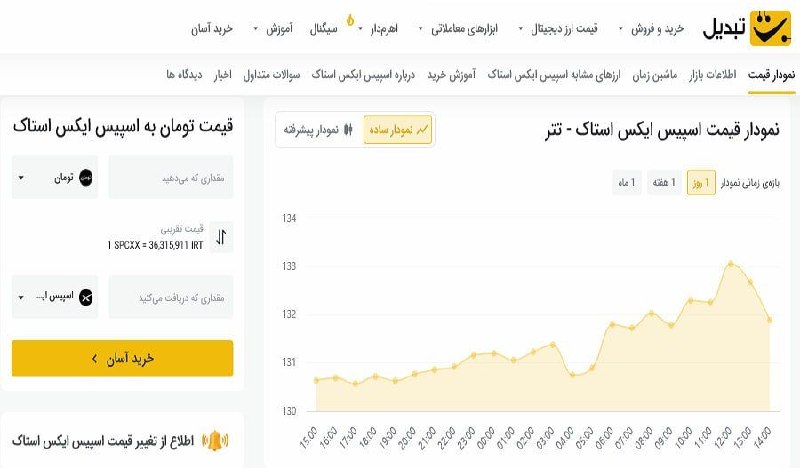 تبدیل
خرید و فروش
قیمت ارز دیجیتال
ابزارهای معاملاتی
اهرم‌دار
سیگنال
آموزش
خرید آسان
نمودار قیمت
اطلاعات بازار
ماشین زمان
ارزهای مشابه اسپیس ایکس استاک
آموزش خرید
درباره اسپیس ایکس استاک
سوالات متداول
اخبار
دیدگاه ها
نمودار قیمت اسپیس ایکس استاک - تتر
نمودار ساده
نمودار پیشرفته
بازه‌ی زمانی نمودار
1 روز
1 هفته
1 ماه
134
133
132
131
130
15:00 16:00 17:00 18:00 19:00 20:00 21:00 22:00 23:00 00:00 01:00 02:00 03:00 04:00 05:00 06:00 07:00 08:00 09:00 10:00 11:00 12:00 13:00 14:00
قیمت تومان به اسپیس ایکس استاک
مقداری که می‌دهید
تومان
قیمت تقریبی
1 SPCXX = 36,315,911 IRT
مقداری که دریافت می‌کنید
اسپیس ای...
خرید آسان
اطلاع از تغییر قیمت اسپیس ایکس استاک